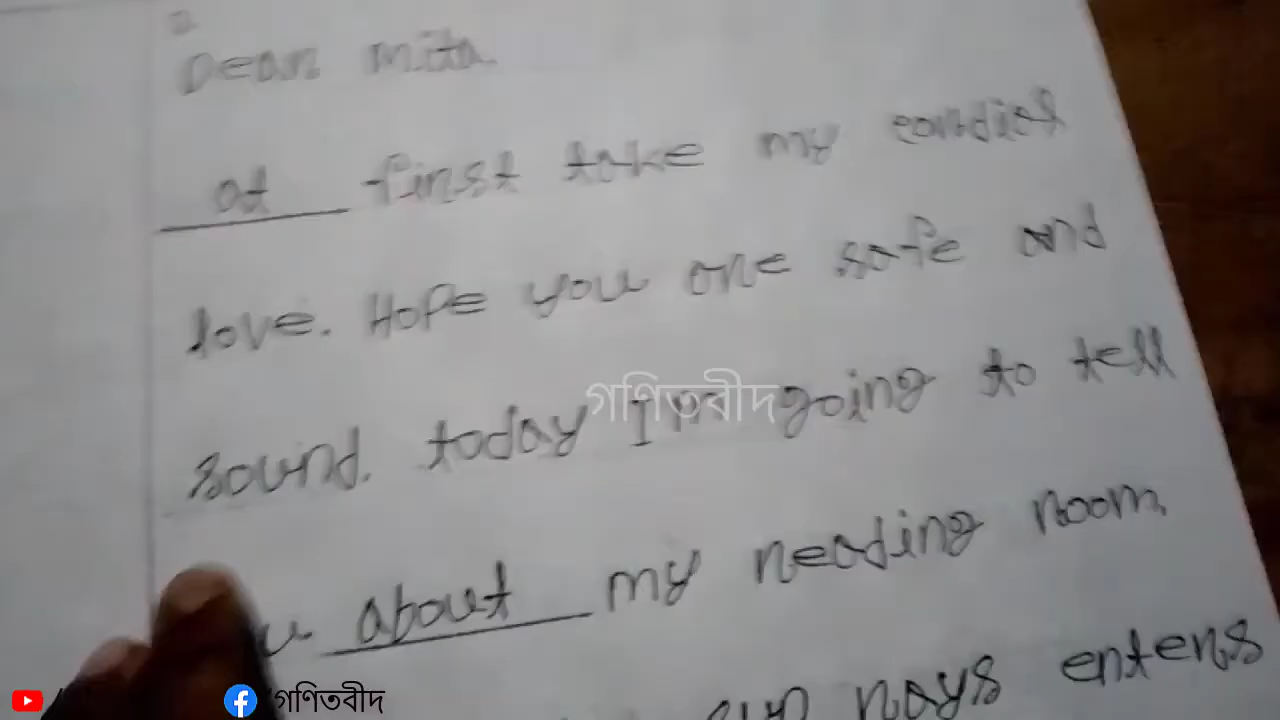 Dear Mita
at first take my cordial
love. Hope you are safe and
sound. today I'm going to tell
u about my reading room.
sun rays enters
গণিতবীদ
গণিতবীদ